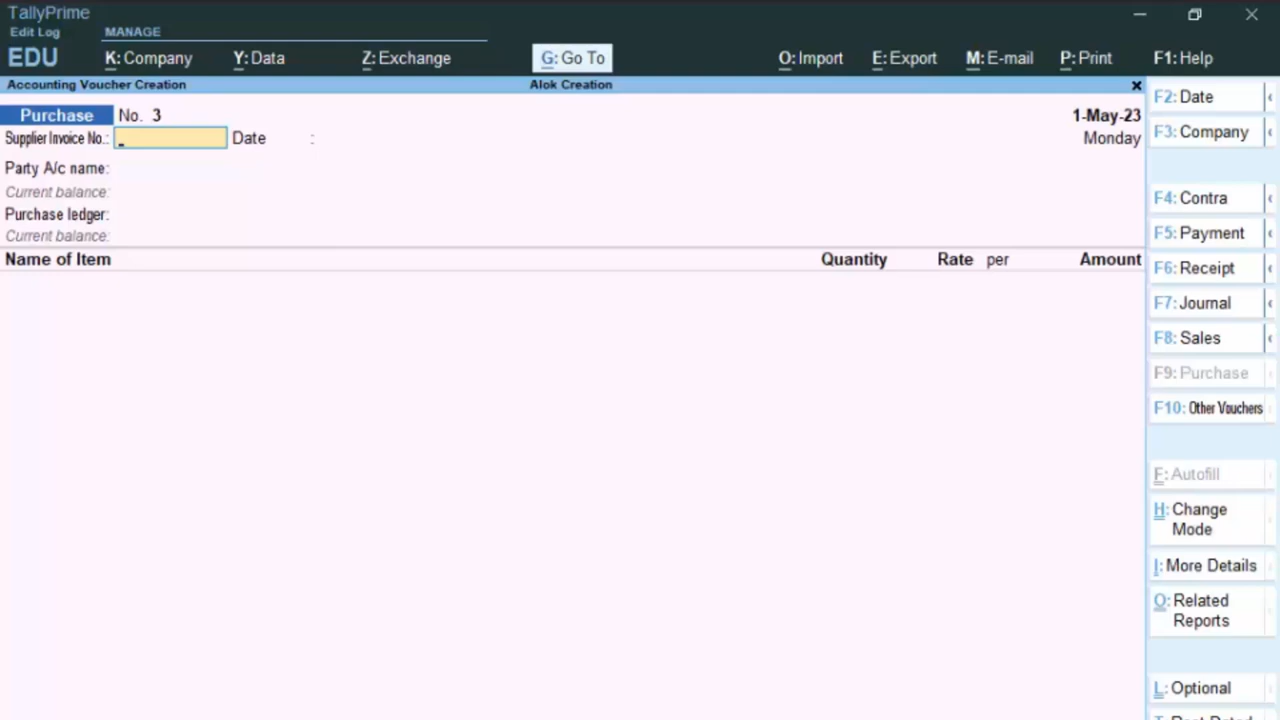 TallyPrime
Edit Log
MANAGE
EDU
K: Company
Y: Data
Z: Exchange
G: Go To
O: Import
E: Export
M: E-mail
P: Print
F1: Help
Accounting Voucher Creation
Alok Creation
Purchase No. 3
1-May-23
Supplier Invoice No.:
Date :
Monday
Party A/c name:
Current balance:
Purchase ledger:
Current balance:
Name of Item
Quantity
Rate per
Amount
F2: Date
F3: Company
F4: Contra
F5: Payment
F6: Receipt
F7: Journal
F8: Sales
F9: Purchase
F10: Other Vouchers
F: Autofill
H: Change
Mode
I: More Details
O: Related
Reports
L: Optional